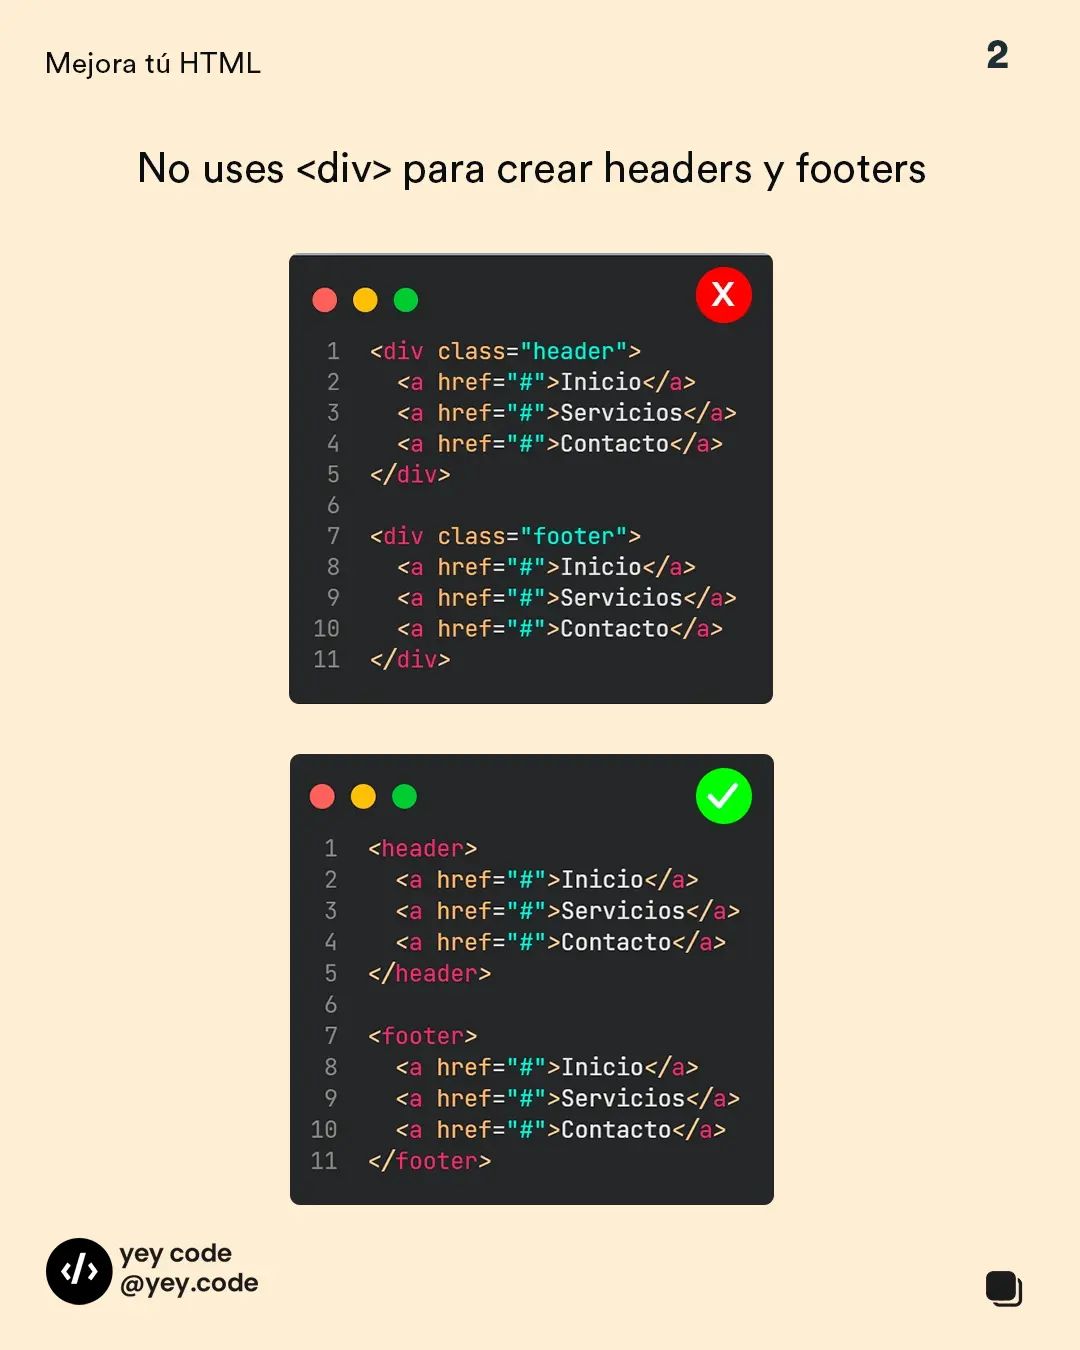 Mejora tú HTML
2
No uses <div> para crear headers y footers
X
1 <div class="header">
2   <a href="#">Inicio</a>
3   <a href="#">Servicios</a>
4   <a href="#">Contacto</a>
5 </div>
6
7 <div class="footer">
8   <a href="#">Inicio</a>
9   <a href="#">Servicios</a>
10   <a href="#">Contacto</a>
11 </div>
1 <header>
2   <a href="#">Inicio</a>
3   <a href="#">Servicios</a>
4   <a href="#">Contacto</a>
5 </header>
6
7 <footer>
8   <a href="#">Inicio</a>
9   <a href="#">Servicios</a>
10   <a href="#">Contacto</a>
11 </footer>
</> yey code
@yey.code